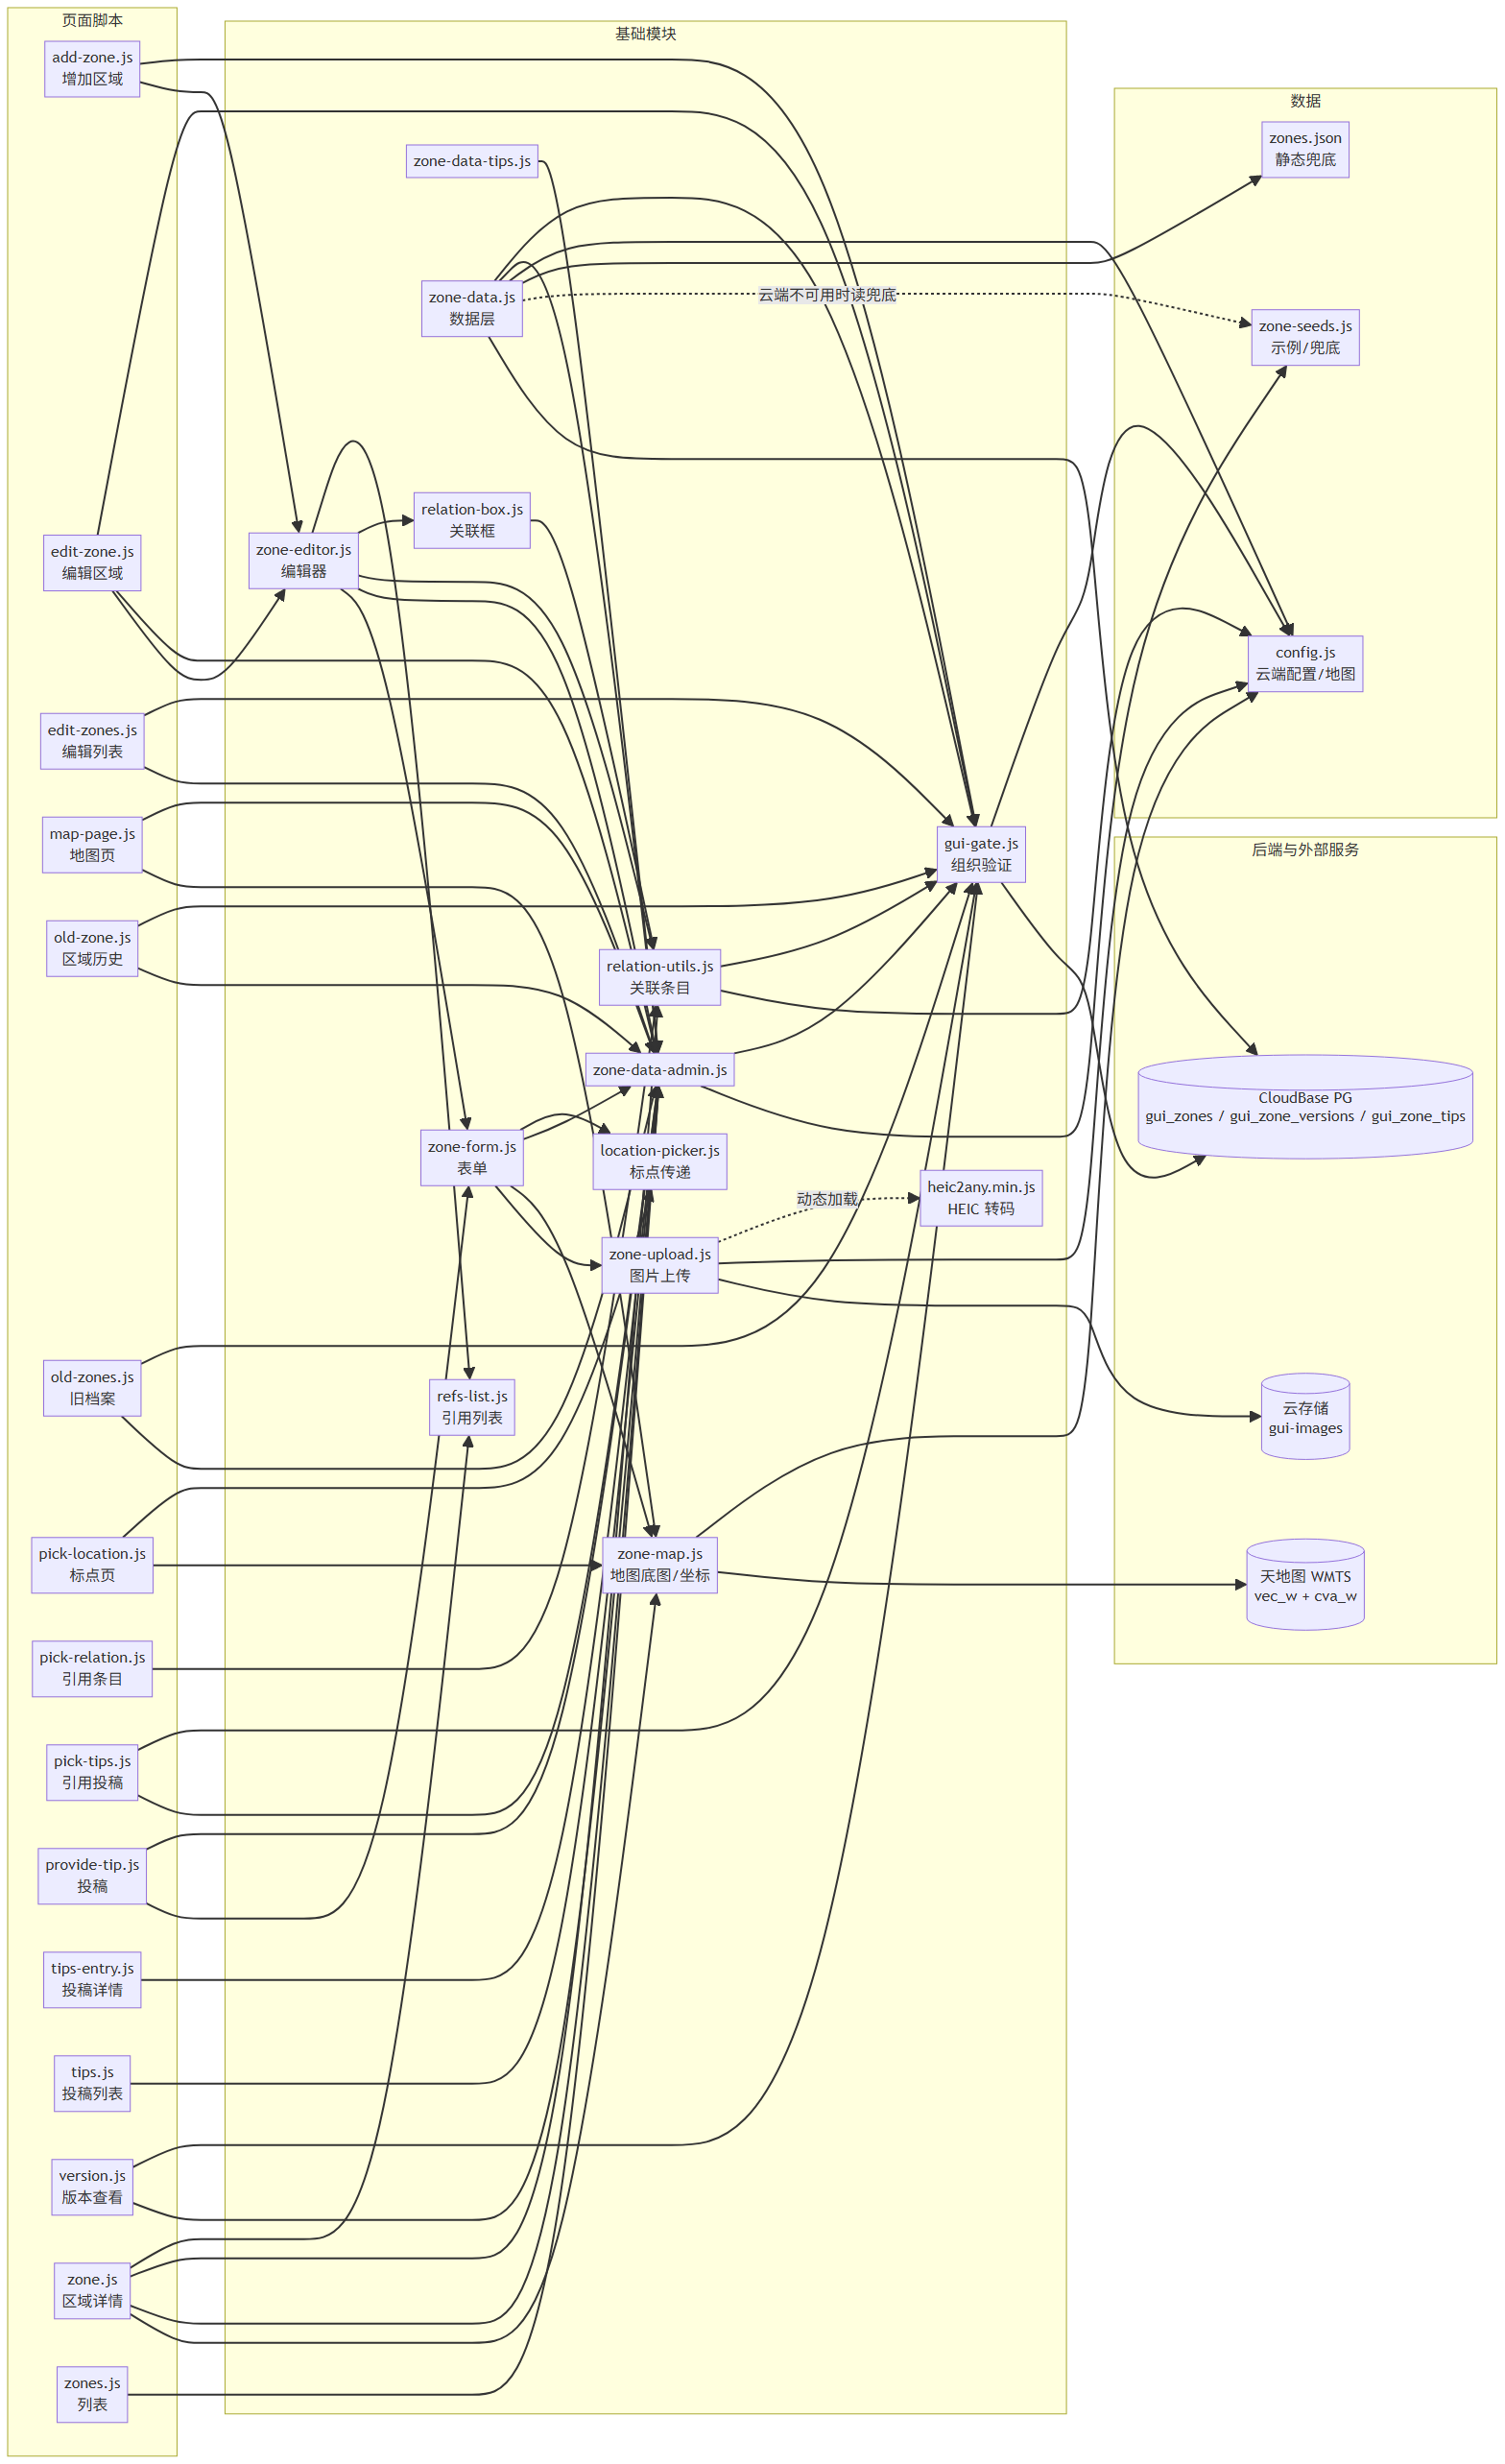 页面脚本
add-zone.js
增加区域
edit-zone.js
编辑区域
edit-zones.js
编辑列表
map-page.js
地图页
old-zone.js
区域历史
old-zones.js
旧档案
pick-location.js
标点页
pick-relation.js
引用条目
pick-tips.js
引用投稿
provide-tip.js
投稿
tips-entry.js
投稿详情
tips.js
投稿列表
version.js
版本查看
zone.js
区域详情
zones.js
列表
基础模块
zone-data-tips.js
zone-data.js
数据层
云端不可用时读兜底
relation-box.js
关联框
zone-editor.js
编辑器
gui-gate.js
组织验证
relation-utils.js
关联条目
zone-data-admin.js
zone-form.js
表单
location-picker.js
标点传递
heic2any.min.js
HEIC 转码
动态加载
zone-upload.js
图片上传
refs-list.js
引用列表
zone-map.js
地图底图/坐标
数据
zones.json
静态兜底
zone-seeds.js
示例/兜底
config.js
云端配置/地图
后端与外部服务
CloudBase PG
gui_zones / gui_zone_versions / gui_zone_tips
云存储
gui-images
天地图 WMTS
vec_w + cva_w